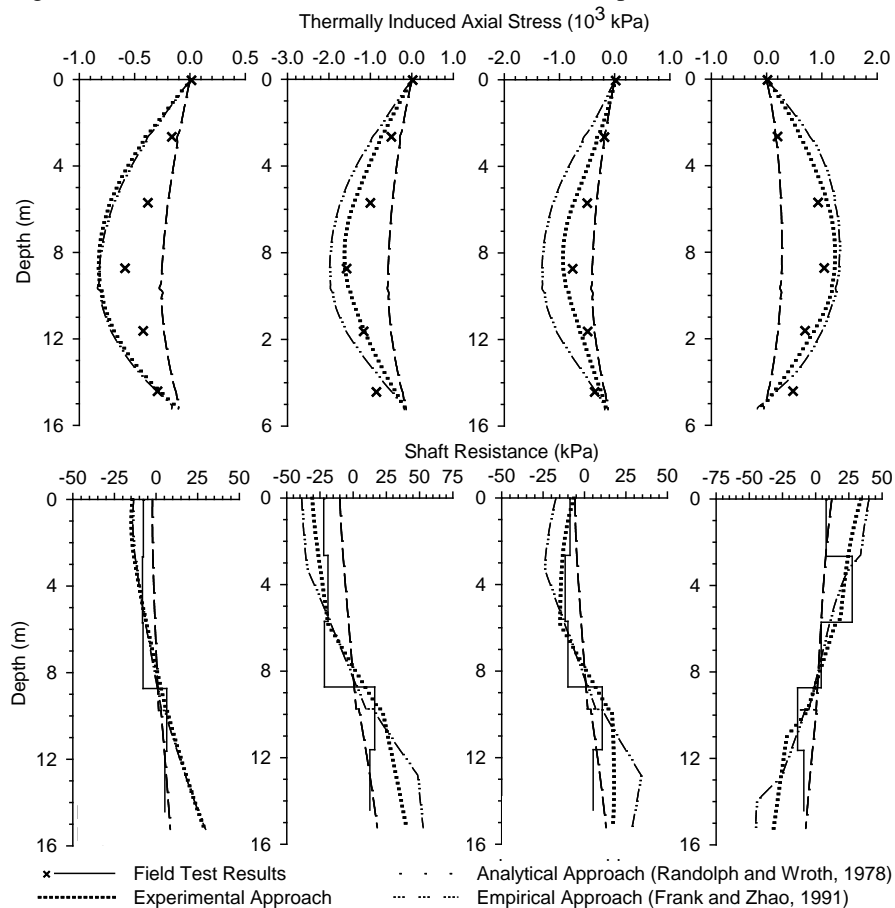 Thermally Induced Axial Stress (10³ kPa)
-1.0 -0.5 0.0 0.5 -3.0 -2.0 -1.0 0.0 1.0 -2.0 -1.0 0.0 1.0 -1.0 0.0 1.0 2.0
0 0 0 0
4 4 4 4
8 8 8 8
12 2 12 2
16 6 16 6
Depth (m)
Shaft Resistance (kPa)
-50 -25 0 25 50 -50 -25 0 25 50 75 -50 -25 0 25 50 -75 -25 0 25 50
0 0 0 0
4 4 4 4
8 8 8 8
12 12 12 12
16 16 16 16
Depth (m)
Field Test Results
Analytical Approach (Randolph and Wroth, 1978
Experimental Approach
Empirical Approach (Frank and Zhao, 1991)